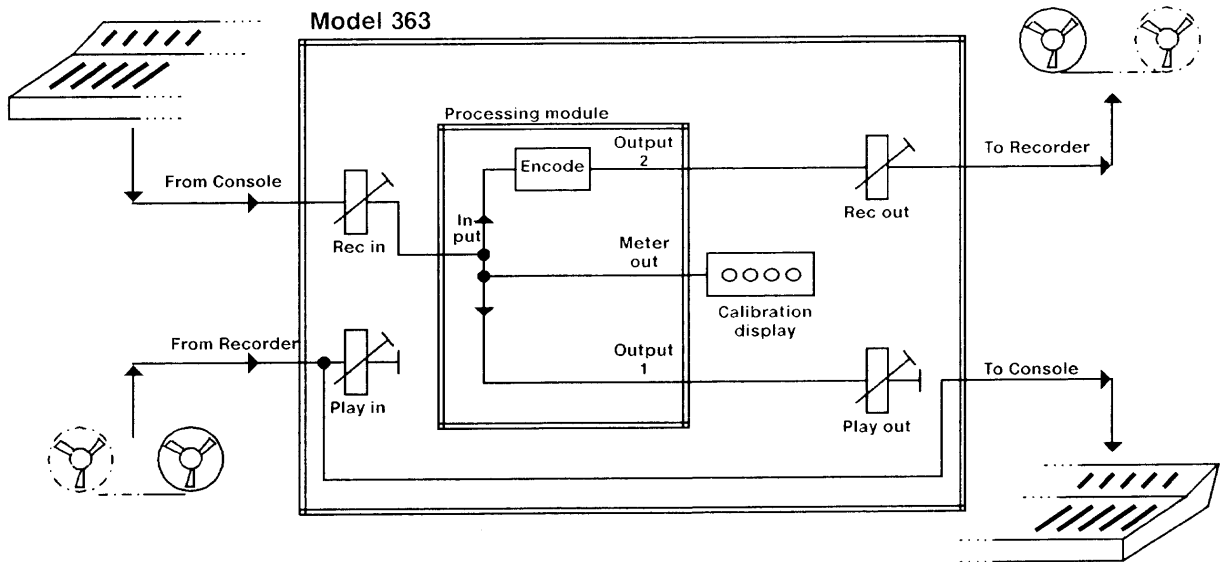 Model 363
Processing module
Output
2
Encode
To Recorder
From Console
Rec in
In-
put
Rec out
Meter
out
Calibration
display
From Recorder
Output
1
To Console
Play in
Play out